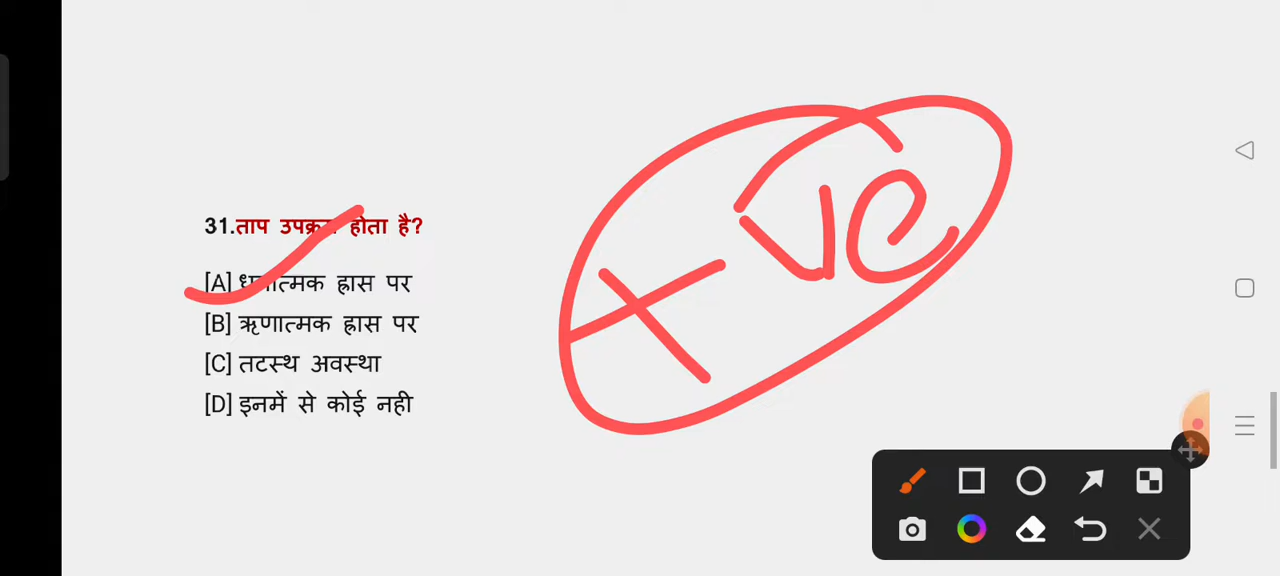 31.ताप उपक्रम होता है?
[A] धनात्मक ह्रास पर
[B] ऋणात्मक ह्रास पर
[C] तटस्थ अवस्था
[D] इनमें से कोई नही
+ ve